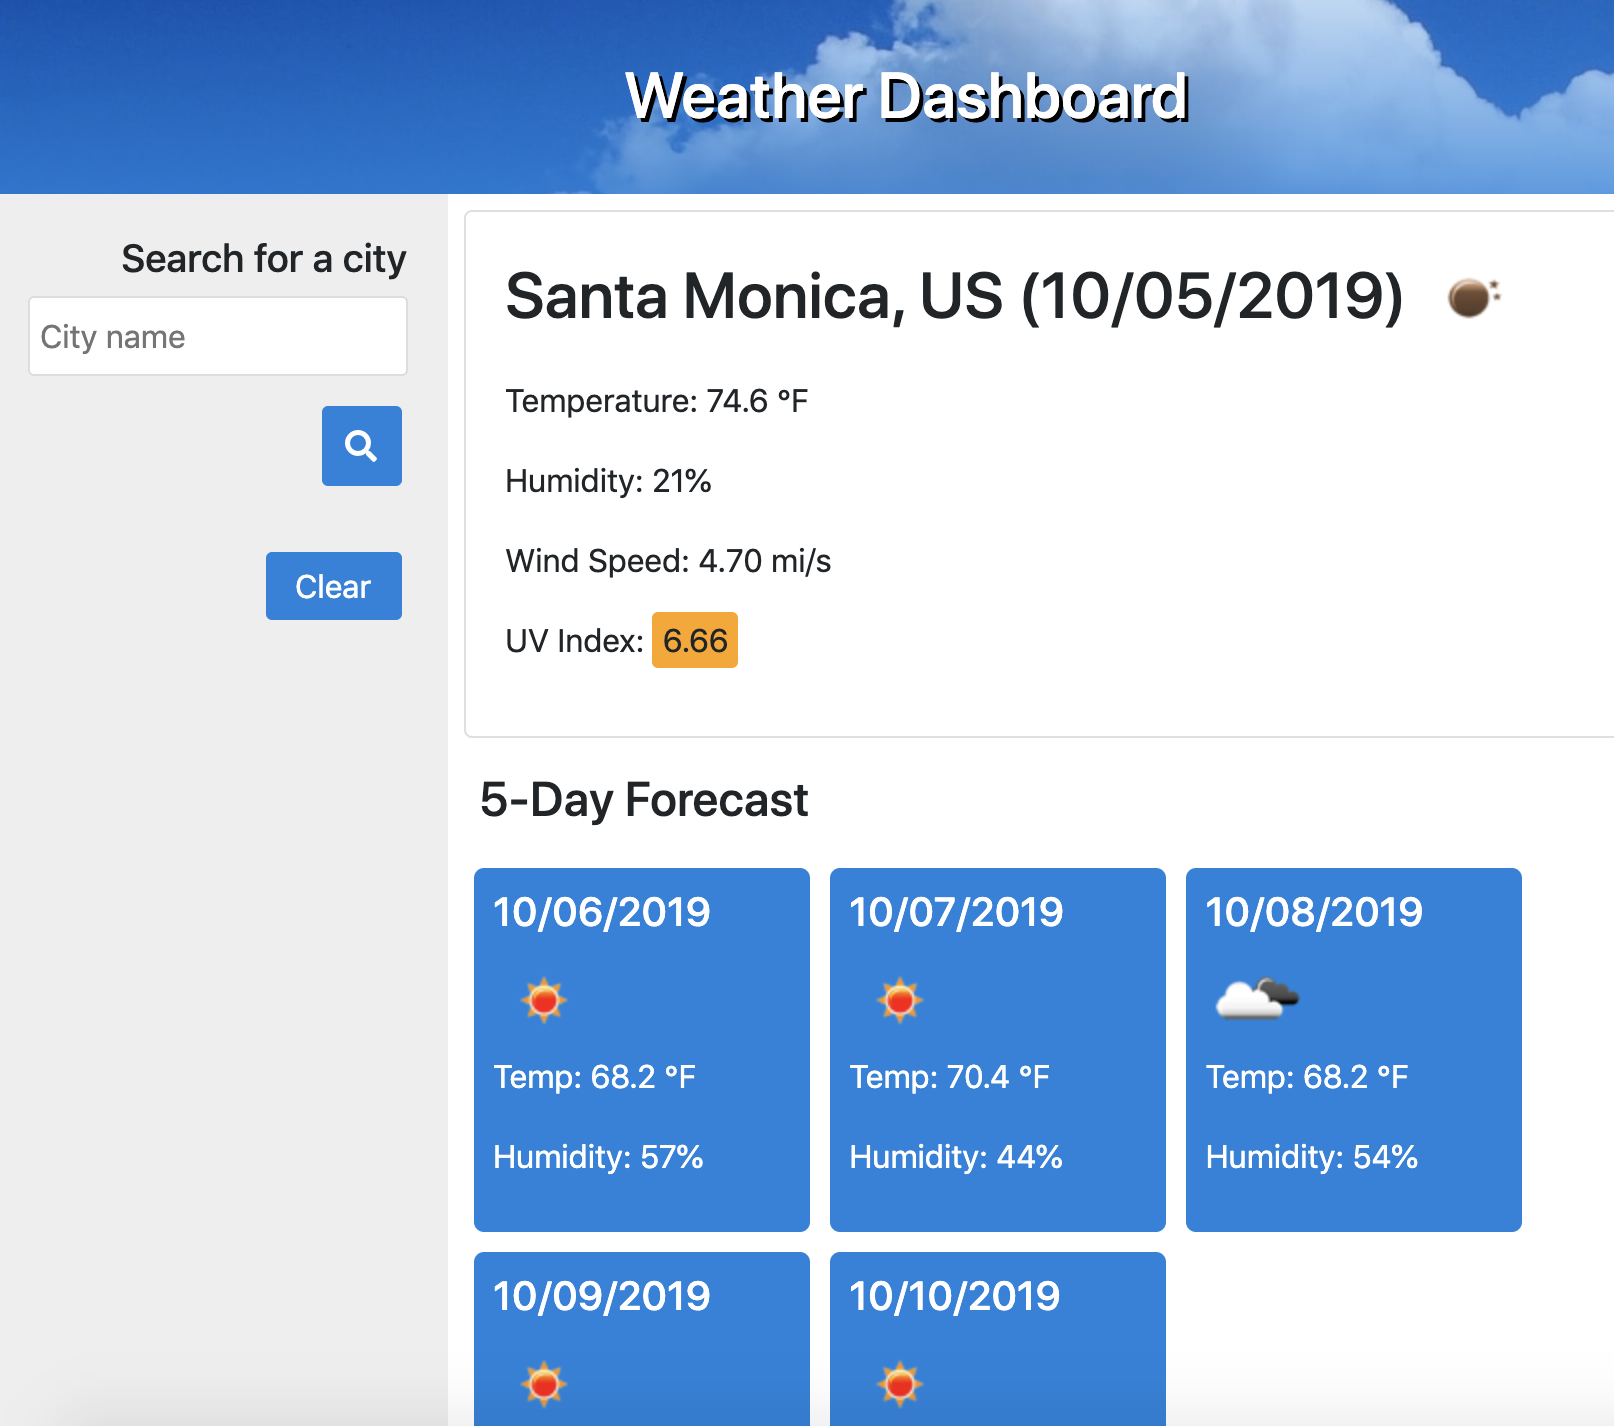 Weather Dashboard
Search for a city
City name
Clear
Santa Monica, US (10/05/2019)
Temperature: 74.6 °F
Humidity: 21%
Wind Speed: 4.70 mi/s
UV Index: 6.66
5-Day Forecast
10/06/2019
Temp: 68.2 °F
Humidity: 57%
10/07/2019
Temp: 70.4 °F
Humidity: 44%
10/08/2019
Temp: 68.2 °F
Humidity: 54%
10/09/2019
10/10/2019